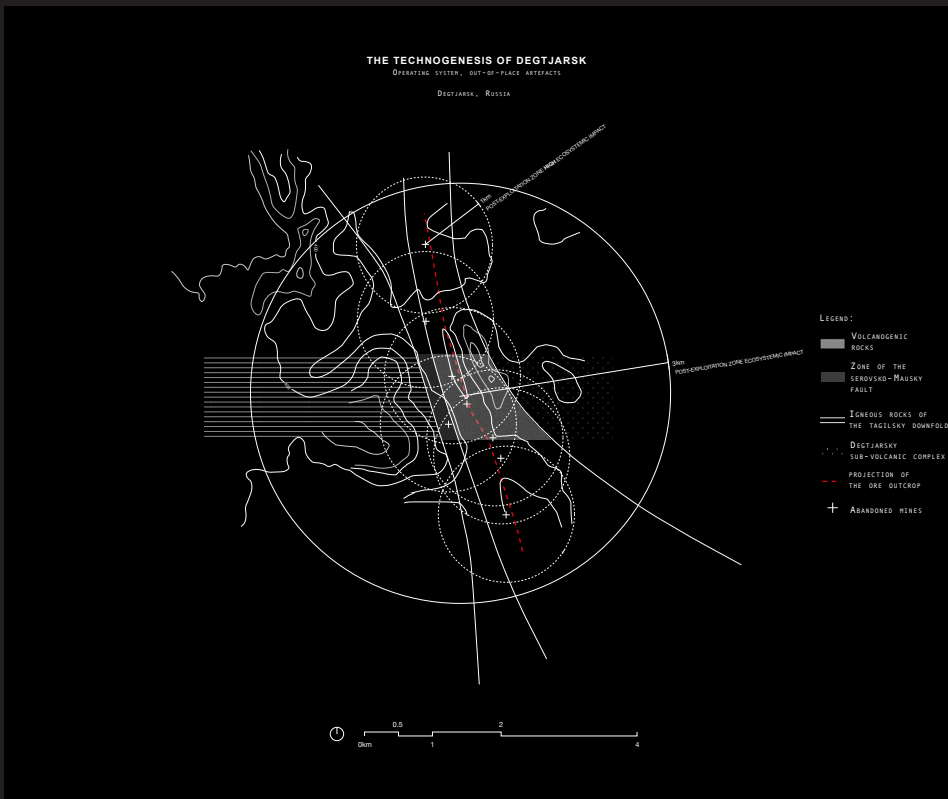 THE TECHNOGENESIS OF DEGTJARSK
Operating system, out-of-place artefacts
Degtjarsk, Russia
1km
POST-EXPLOITATION ZONE HIGH ECOSYSTEMIC IMPACT
3km
POST-EXPLOITATION ZONE ECOSYSTEMIC IMPACT
Legend:
Volcanogenic
rocks
Zone of the
serovsko-Mausky
fault
Igneous rocks of
the Tagilsky downfold
Degtjarsky
sub-volcanic complex
projection of
the ore outcrop
Abandoned mines
0.5
2
0km
1
4